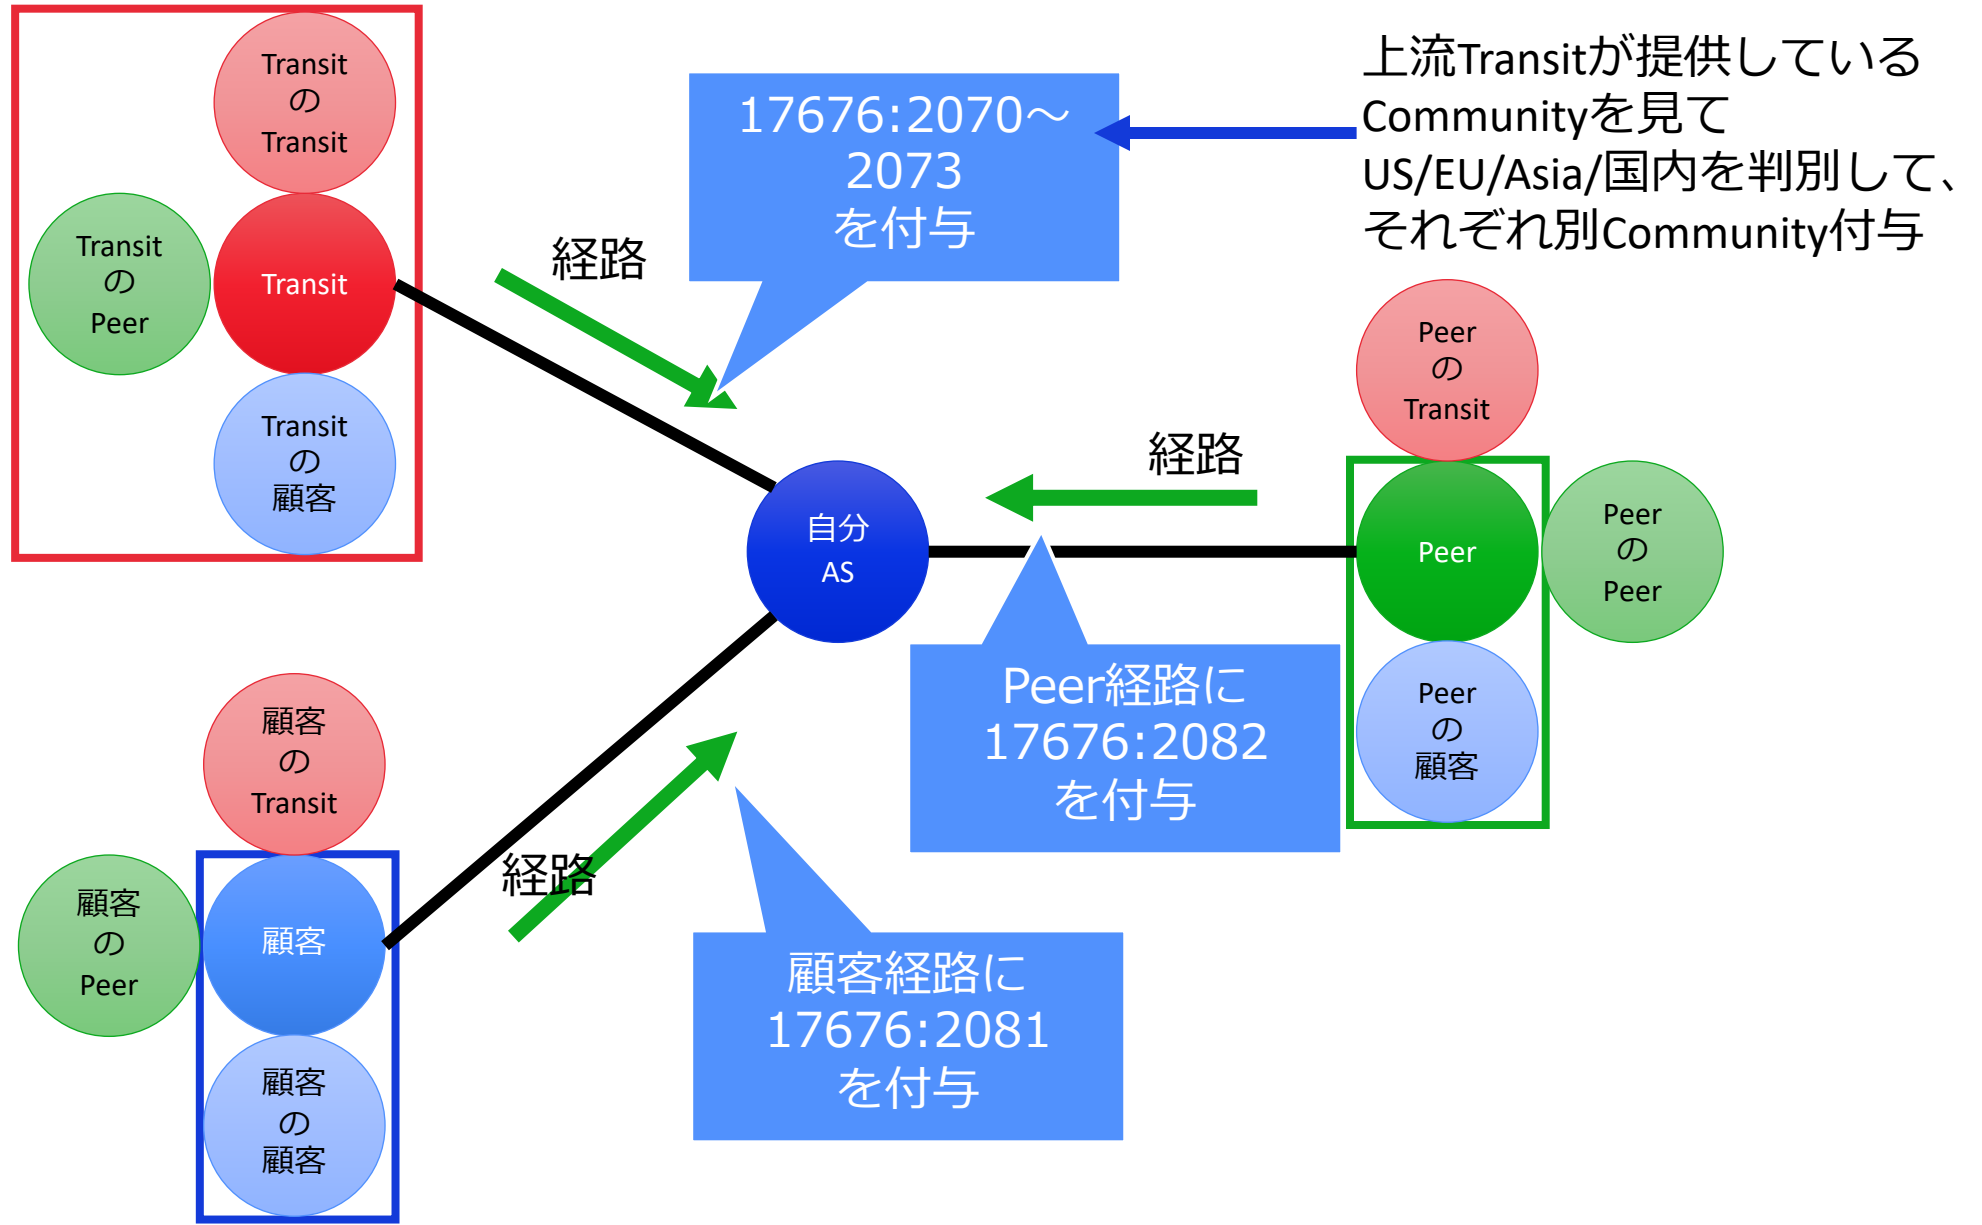 Transit
の
Transit
Transit
の
Peer
Transit
Transit
の
顧客
経路
17676:2070～
2073
を付与
上流Transitが提供している
Communityを見て
US/EU/Asia/国内を判別して、
それぞれ別Community付与
Peer
の
Transit
経路
自分
AS
Peer
Peer
の
Peer
Peer
の
顧客
Peer経路に
17676:2082
を付与
顧客
の
Transit
経路
顧客
の
Peer
顧客
顧客
の
顧客
顧客経路に
17676:2081
を付与